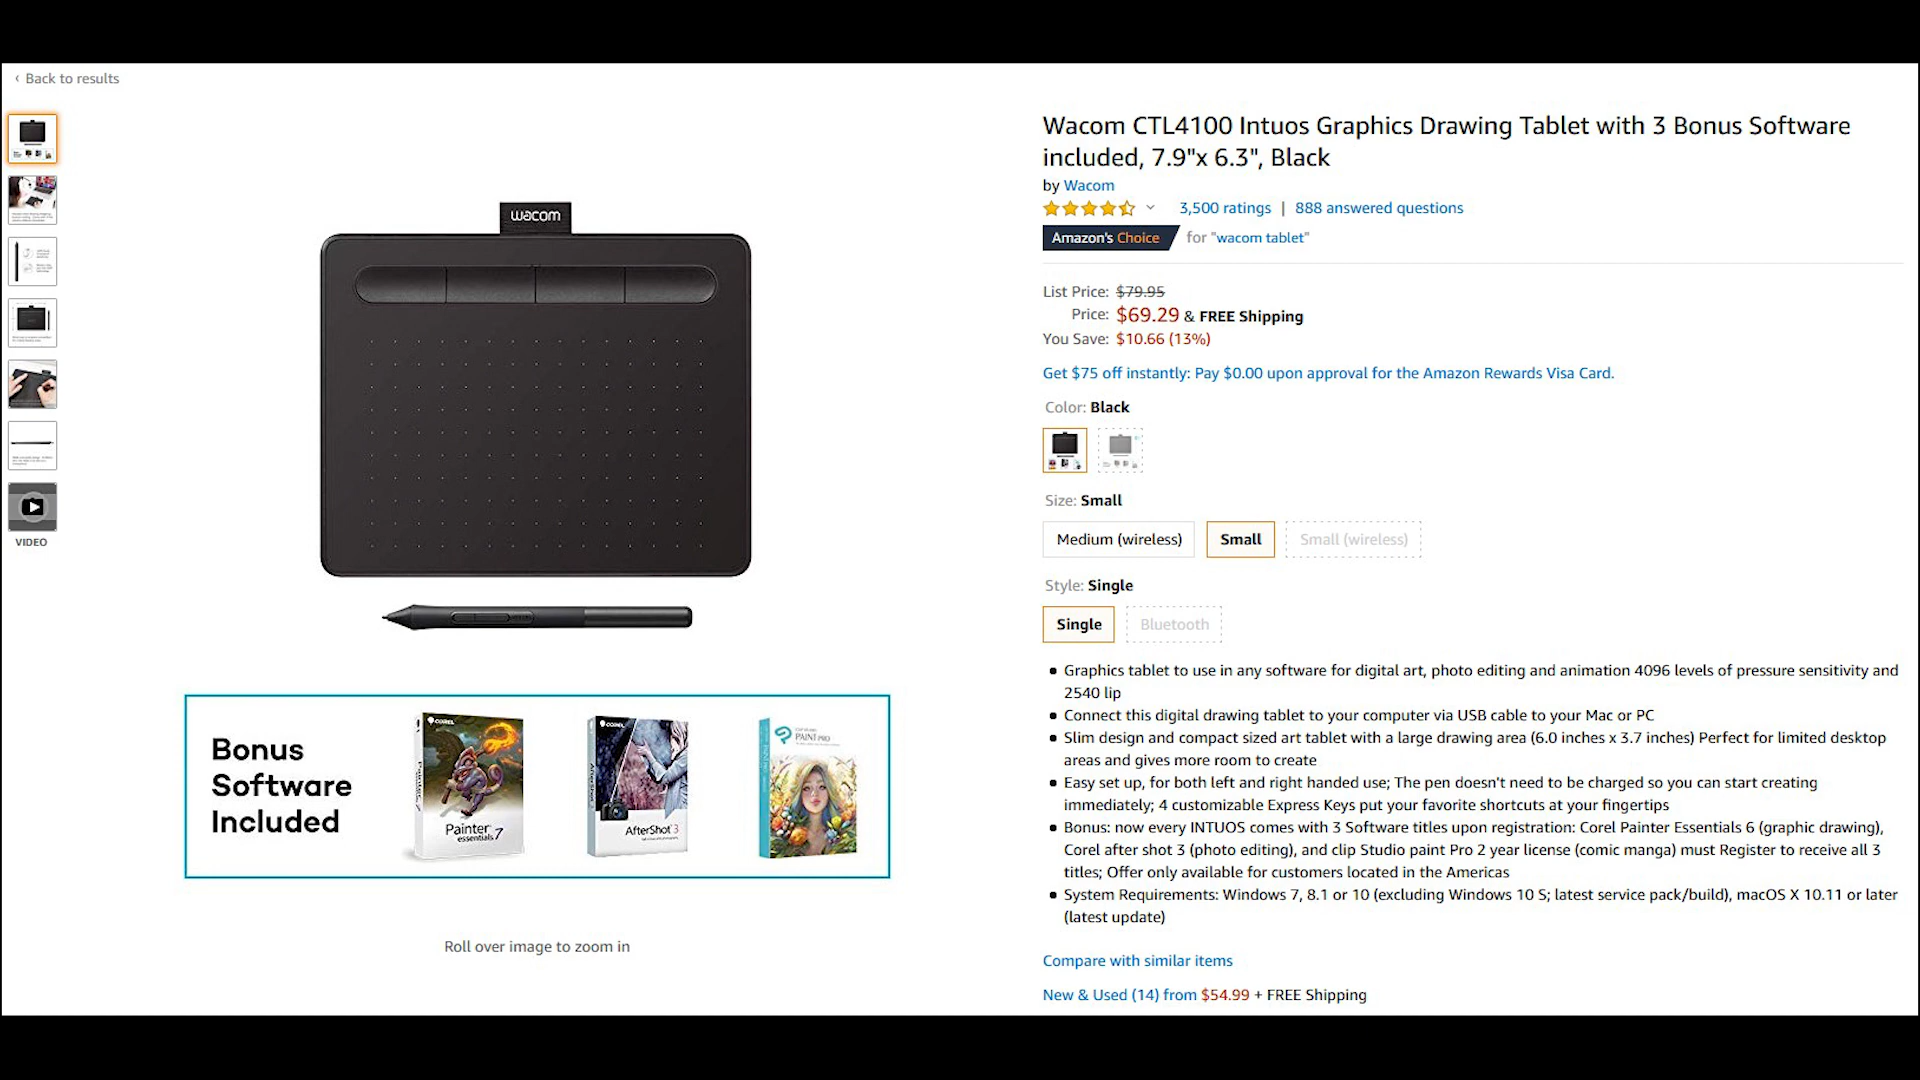 ‹ Back to results
VIDEO
wacom
Bonus
Software
Included
COREL
Painter
essentials 7
COREL
AfterShot 3
AfterShot 3
CLIP STUDIO
PAINT PRO
Roll over image to zoom in
Wacom CTL4100 Intuos Graphics Drawing Tablet with 3 Bonus Software
included, 7.9"x 6.3", Black
by Wacom
3,500 ratings | 888 answered questions
Amazon's Choice for "wacom tablet"
List Price: $79.95
Price: $69.29 & FREE Shipping
You Save: $10.66 (13%)
Get $75 off instantly: Pay $0.00 upon approval for the Amazon Rewards Visa Card.
Color: Black
Size: Small
Medium (wireless) Small Small (wireless)
Style: Single
Single Bluetooth
• Graphics tablet to use in any software for digital art, photo editing and animation 4096 levels of pressure sensitivity and
2540 lip
• Connect this digital drawing tablet to your computer via USB cable to your Mac or PC
• Slim design and compact sized art tablet with a large drawing area (6.0 inches x 3.7 inches) Perfect for limited desktop
areas and gives more room to create
• Easy set up, for both left and right handed use; The pen doesn't need to be charged so you can start creating
immediately; 4 customizable Express Keys put your favorite shortcuts at your fingertips
• Bonus: now every INTUOS comes with 3 Software titles upon registration: Corel Painter Essentials 6 (graphic drawing),
Corel after shot 3 (photo editing), and clip Studio paint Pro 2 year license (comic manga) must Register to receive all 3
titles; Offer only available for customers located in the Americas
• System Requirements: Windows 7, 8.1 or 10 (excluding Windows 10 S; latest service pack/build), macOS X 10.11 or later
(latest update)
Compare with similar items
New & Used (14) from $54.99 + FREE Shipping